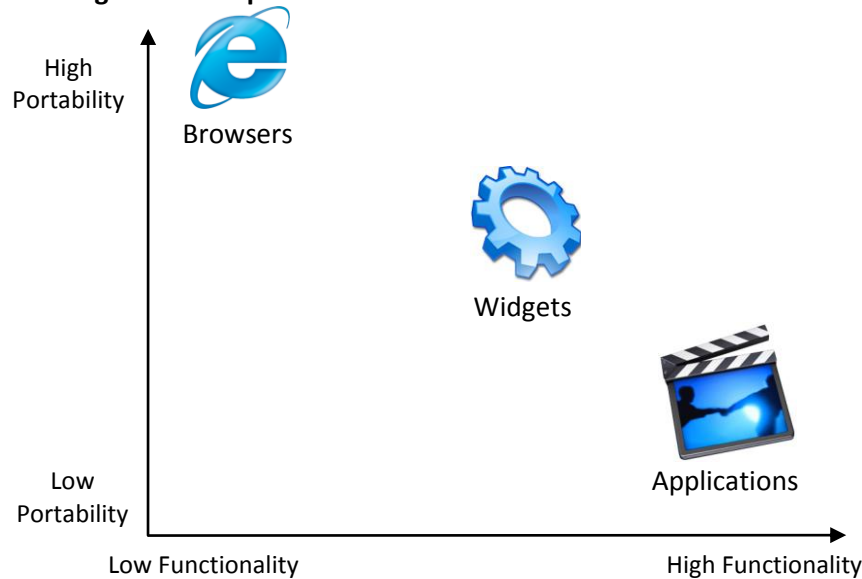 High
Portability
Browsers
Widgets
Applications
Low
Portability
Low Functionality
High Functionality